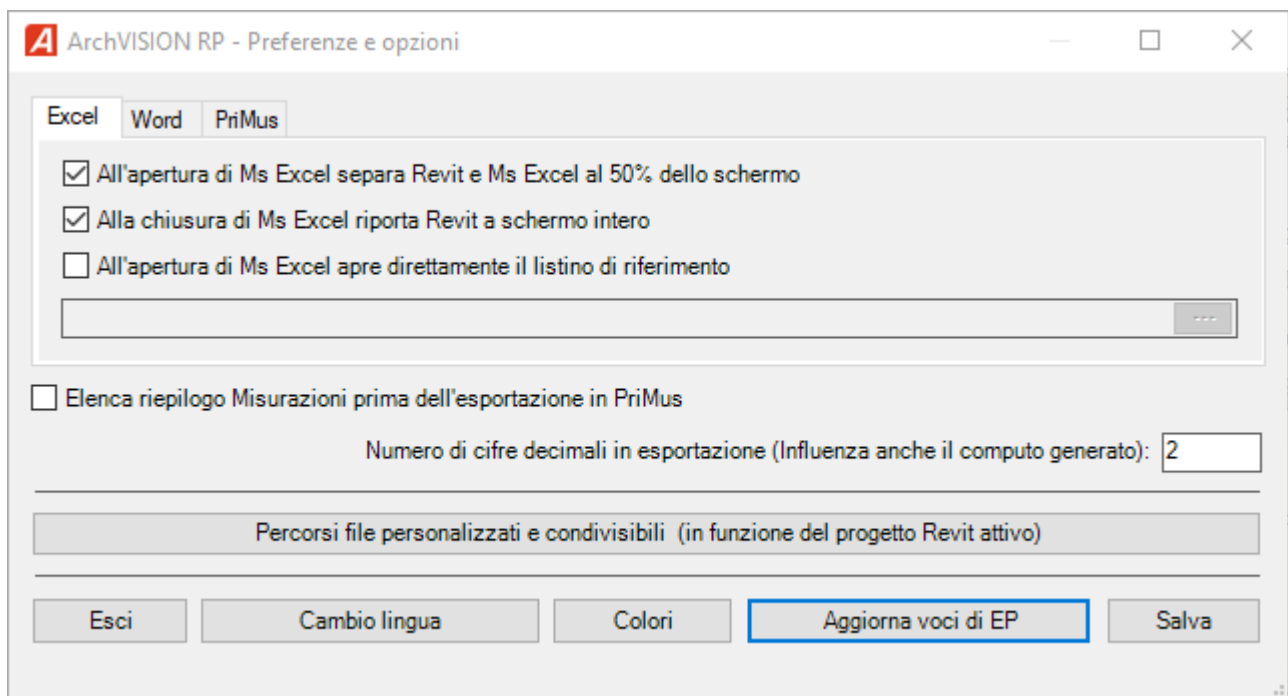 ArchVISION RP - Preferenze e opzioni
Excel Word PriMus
All'apertura di Ms Excel separa Revit e Ms Excel al 50% dello schermo
Alla chiusura di Ms Excel riporta Revit a schermo intero
All'apertura di Ms Excel apre direttamente il listino di riferimento
...
Elenca riepilogo Misurazioni prima dell'esportazione in PriMus
Numero di cifre decimali in esportazione (Influenza anche il computo generato): 2
Percorsi file personalizzati e condivisibili (in funzione del progetto Revit attivo)
Esci Cambio lingua Colori Aggiorna voci di EP Salva